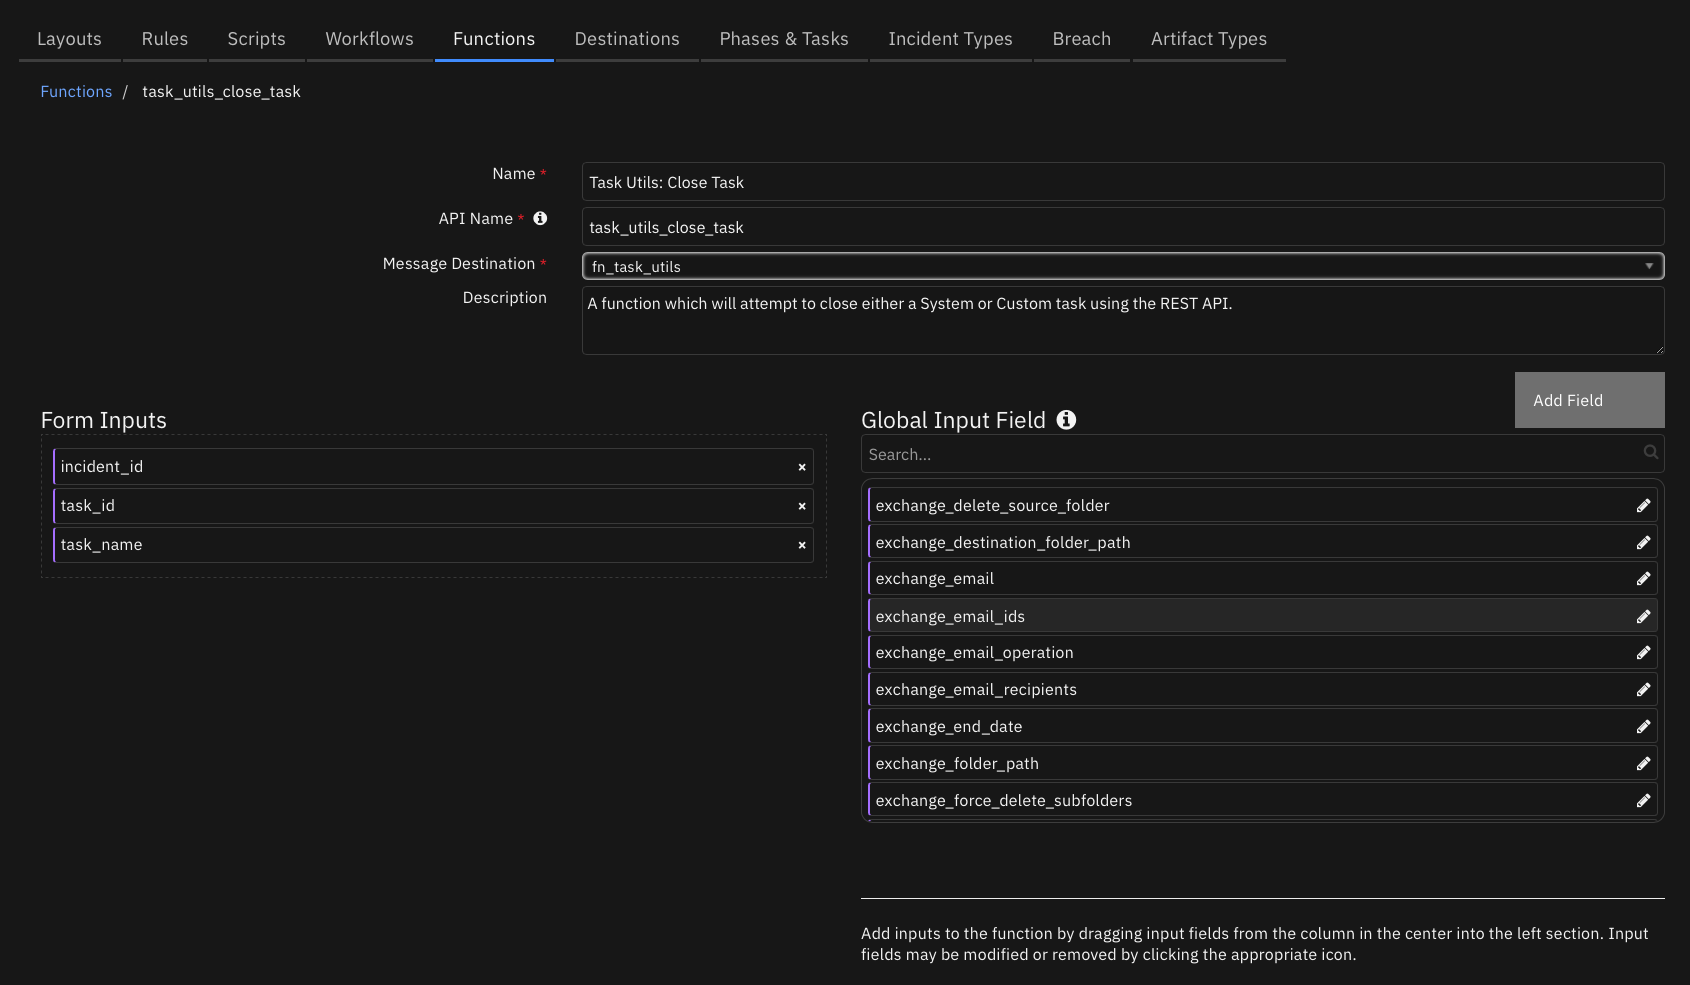 Layouts Rules Scripts Workflows Functions Destinations Phases & Tasks Incident Types Breach Artifact Types
Functions / task_utils_close_task
Name *
Task Utils: Close Task
API Name *
task_utils_close_task
Message Destination *
fn_task_utils
Description
A function which will attempt to close either a System or Custom task using the REST API.
Add Field
Form Inputs
incident_id
task_id
task_name
Global Input Field
Search...
exchange_delete_source_folder
exchange_destination_folder_path
exchange_email
exchange_email_ids
exchange_email_operation
exchange_email_recipients
exchange_end_date
exchange_folder_path
exchange_force_delete_subfolders
Add inputs to the function by dragging input fields from the column in the center into the left section. Input
fields may be modified or removed by clicking the appropriate icon.